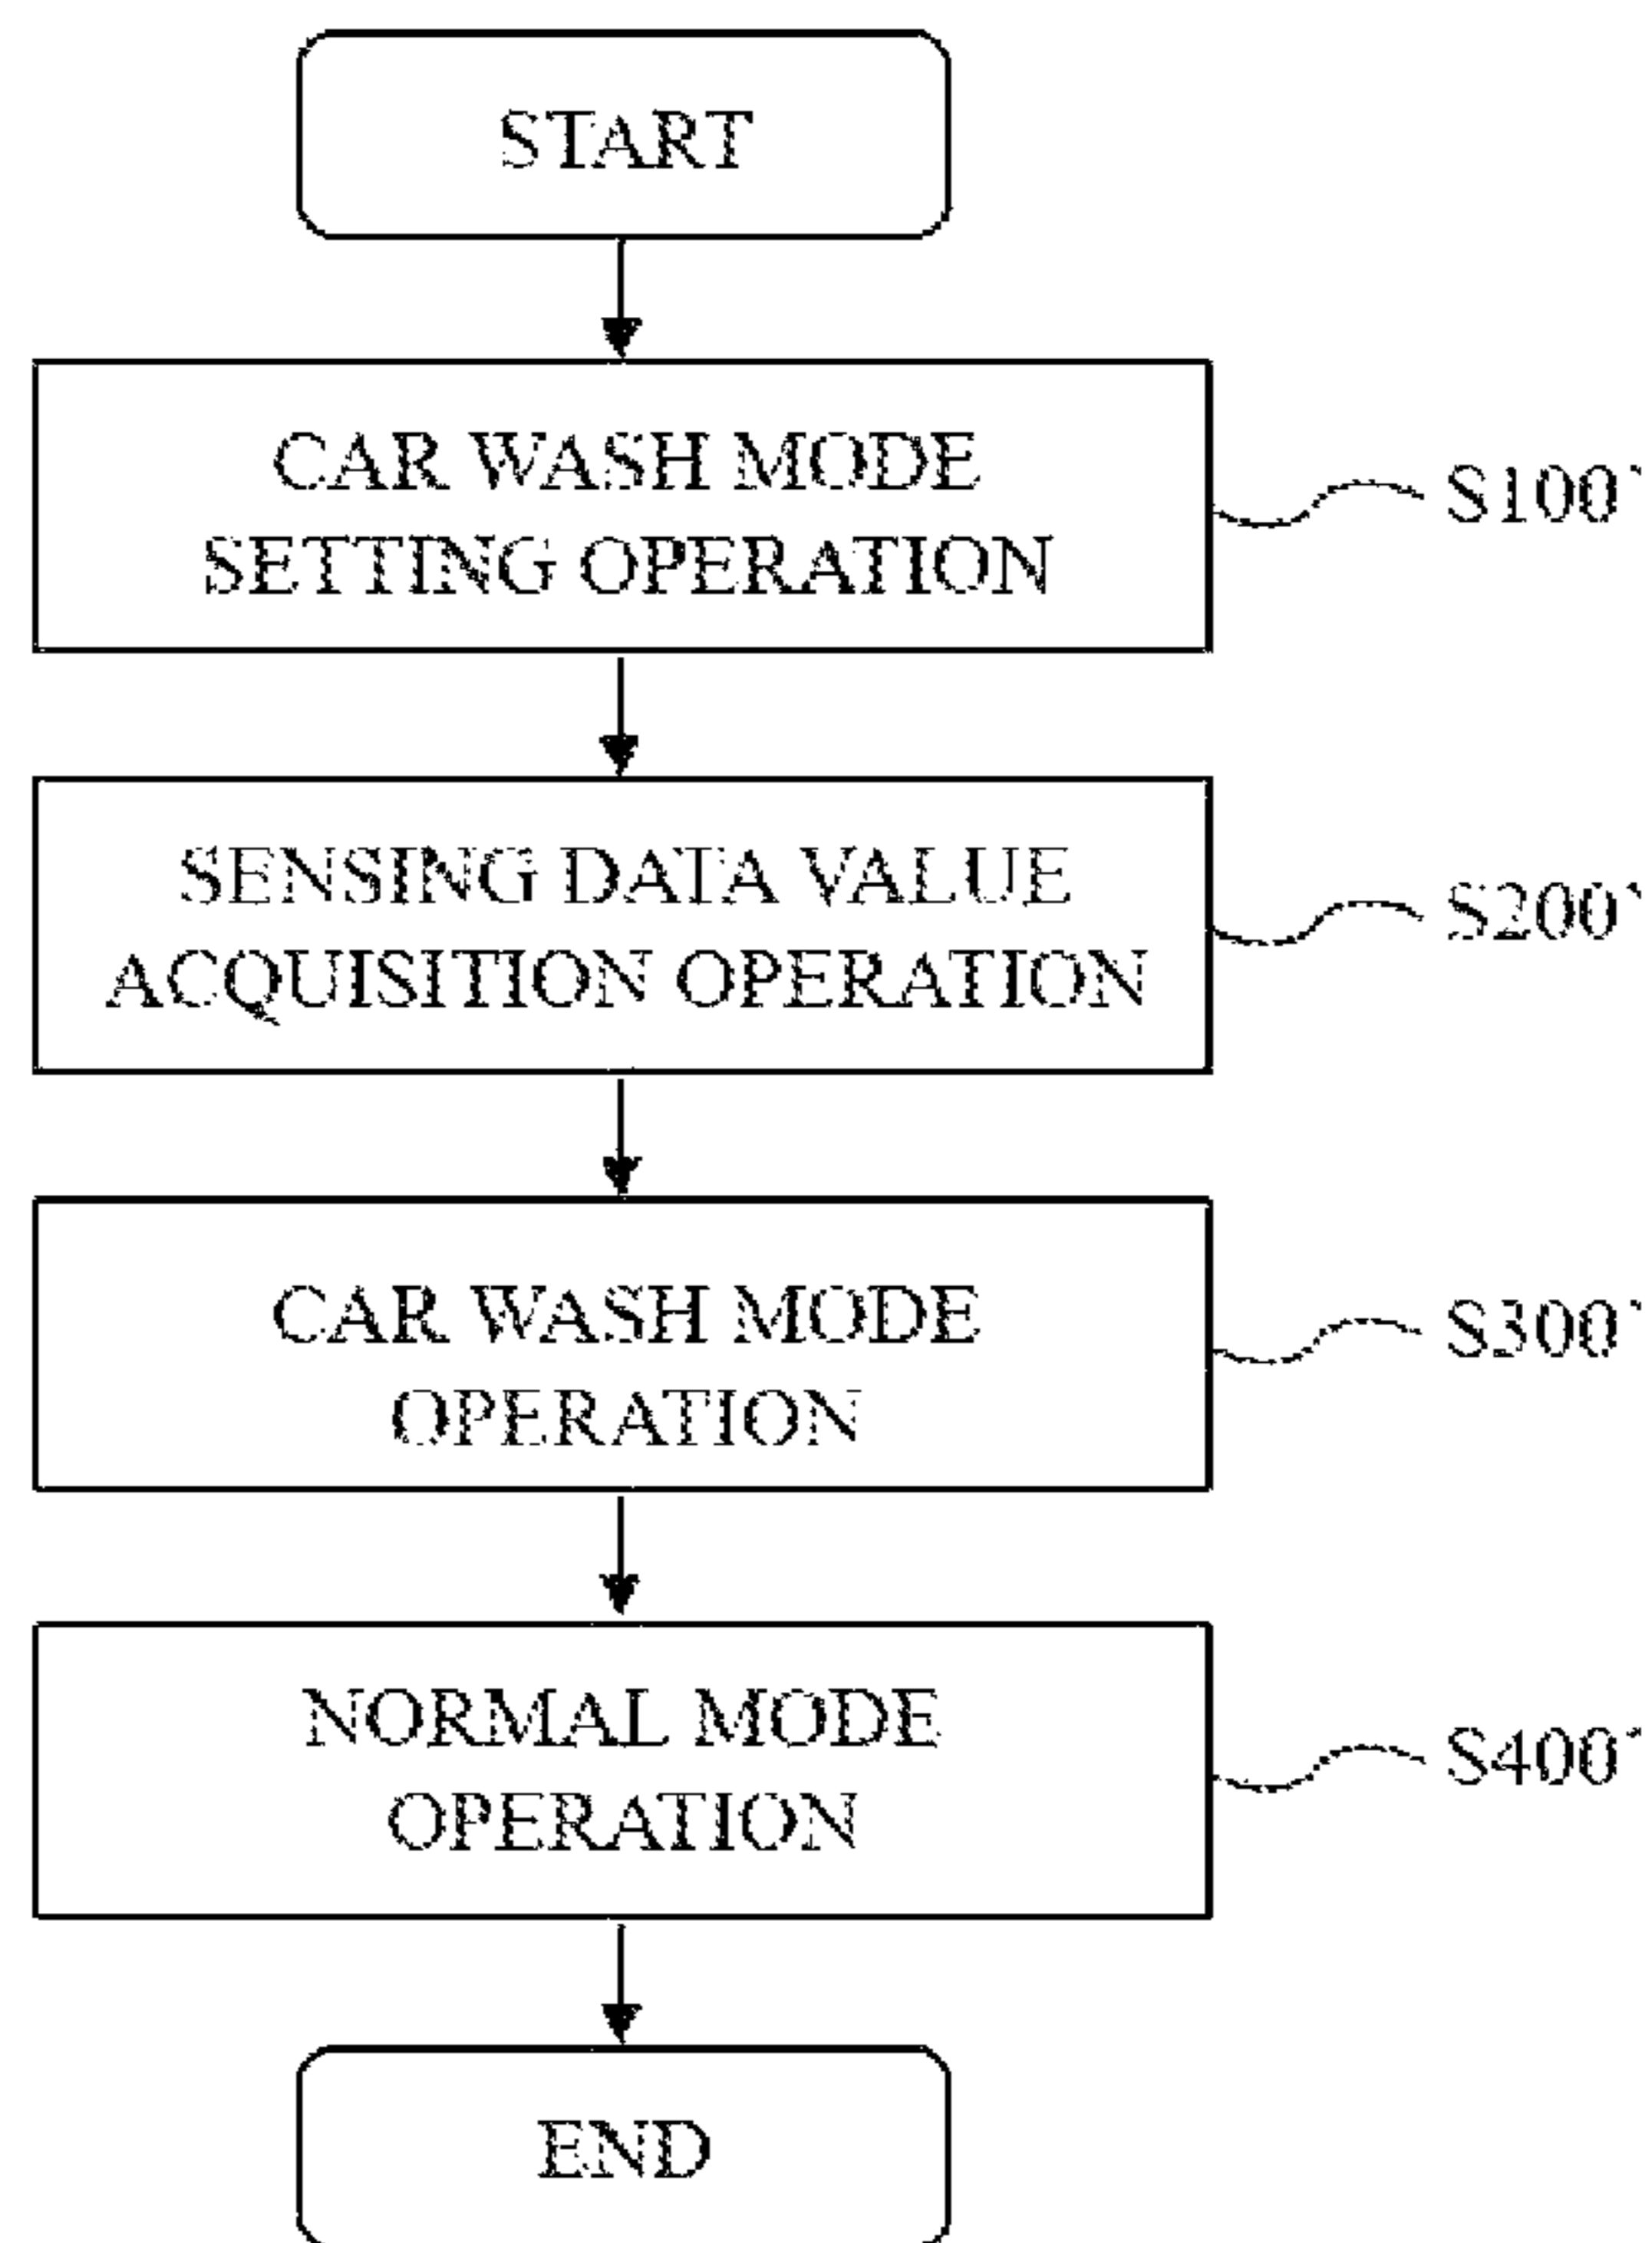 START
CAR WASH MODE
SETTING OPERATION
S100'
SENSING DATA VALUE
ACQUISITION OPERATION
S200'
CAR WASH MODE
OPERATION
S300'
NORMAL MODE
OPERATION
S400'
END